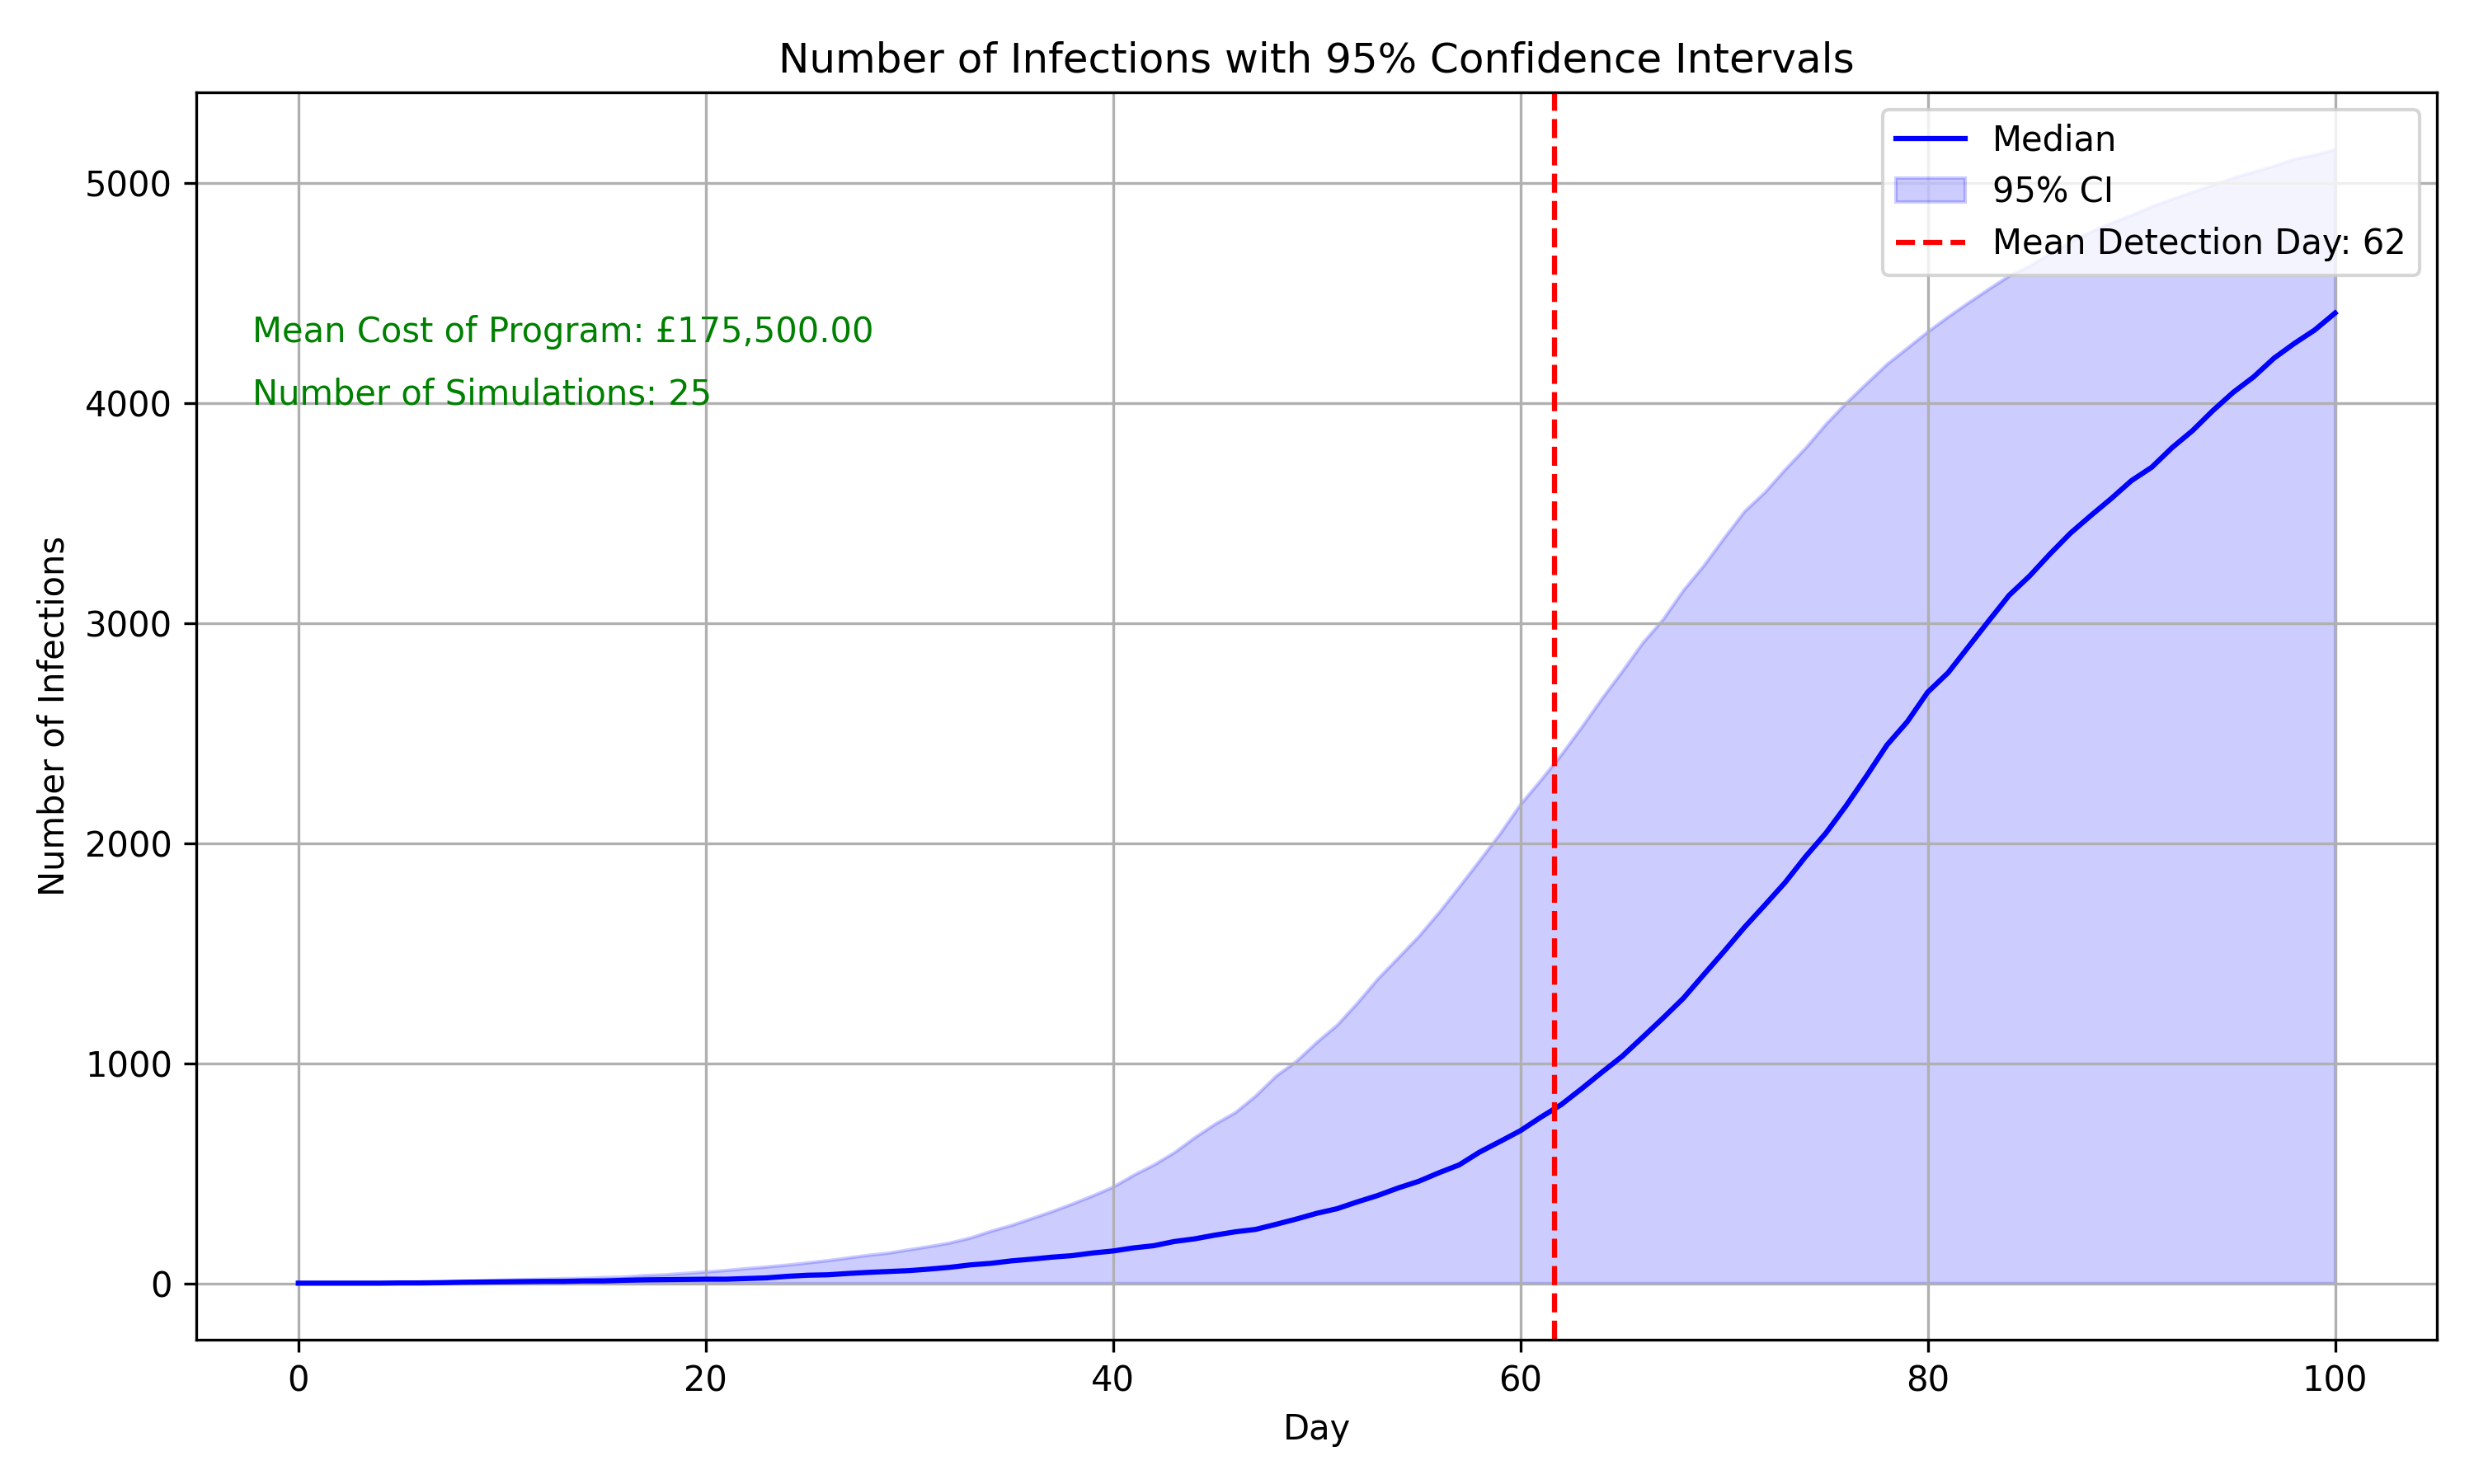 Number of Infections with 95% Confidence Intervals
Median
95% CI
Mean Detection Day: 62
Mean Cost of Program: £175,500.00
Number of Simulations: 25
Number of Infections
5000
4000
3000
2000
1000
0
0 20 40 60 80 100
Day